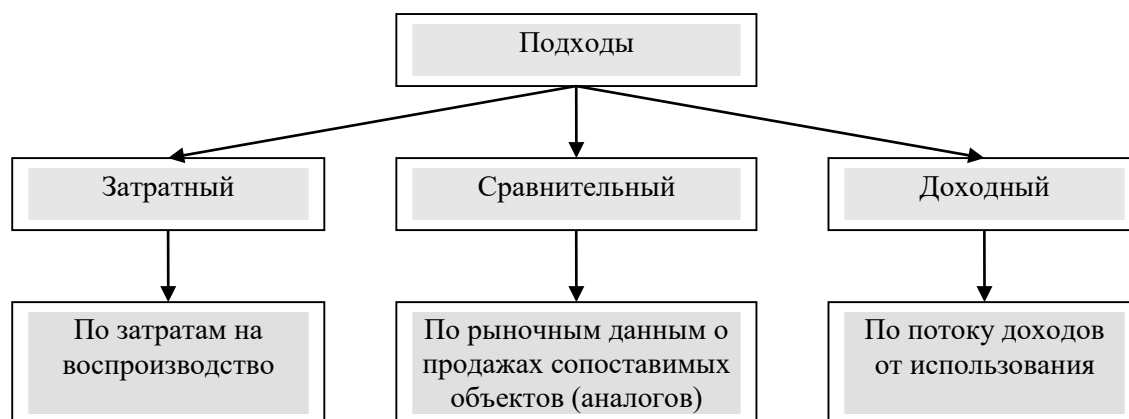 Подходы
Затратный
Сравнительный
Доходный
По затратам на
воспроизводство
По рыночным данным о
продажах сопоставимых
объектов (аналогов)
По потоку доходов
от использования